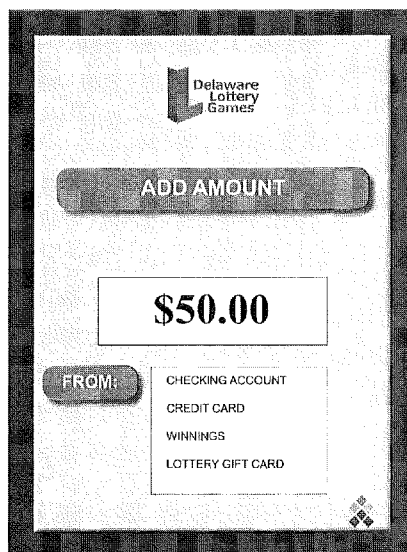 Delaware
Lottery
Games
ADD AMOUNT
$50.00
FROM:
CHECKING ACCOUNT
CREDIT CARD
WINNINGS
LOTTERY GIFT CARD